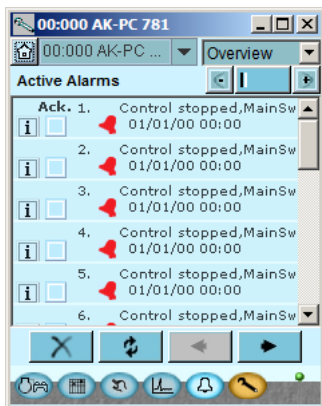 00:000 AK-PC 781
00:000 AK-PC ... Overview
Active Alarms
Ack. 1. Control stopped,MainSw
01/01/00 00:00
2. Control stopped,MainSw
01/01/00 00:00
3. Control stopped,MainSw
01/01/00 00:00
4. Control stopped,MainSw
01/01/00 00:00
5. Control stopped,MainSw
01/01/00 00:00
6. Control stopped,MainSw